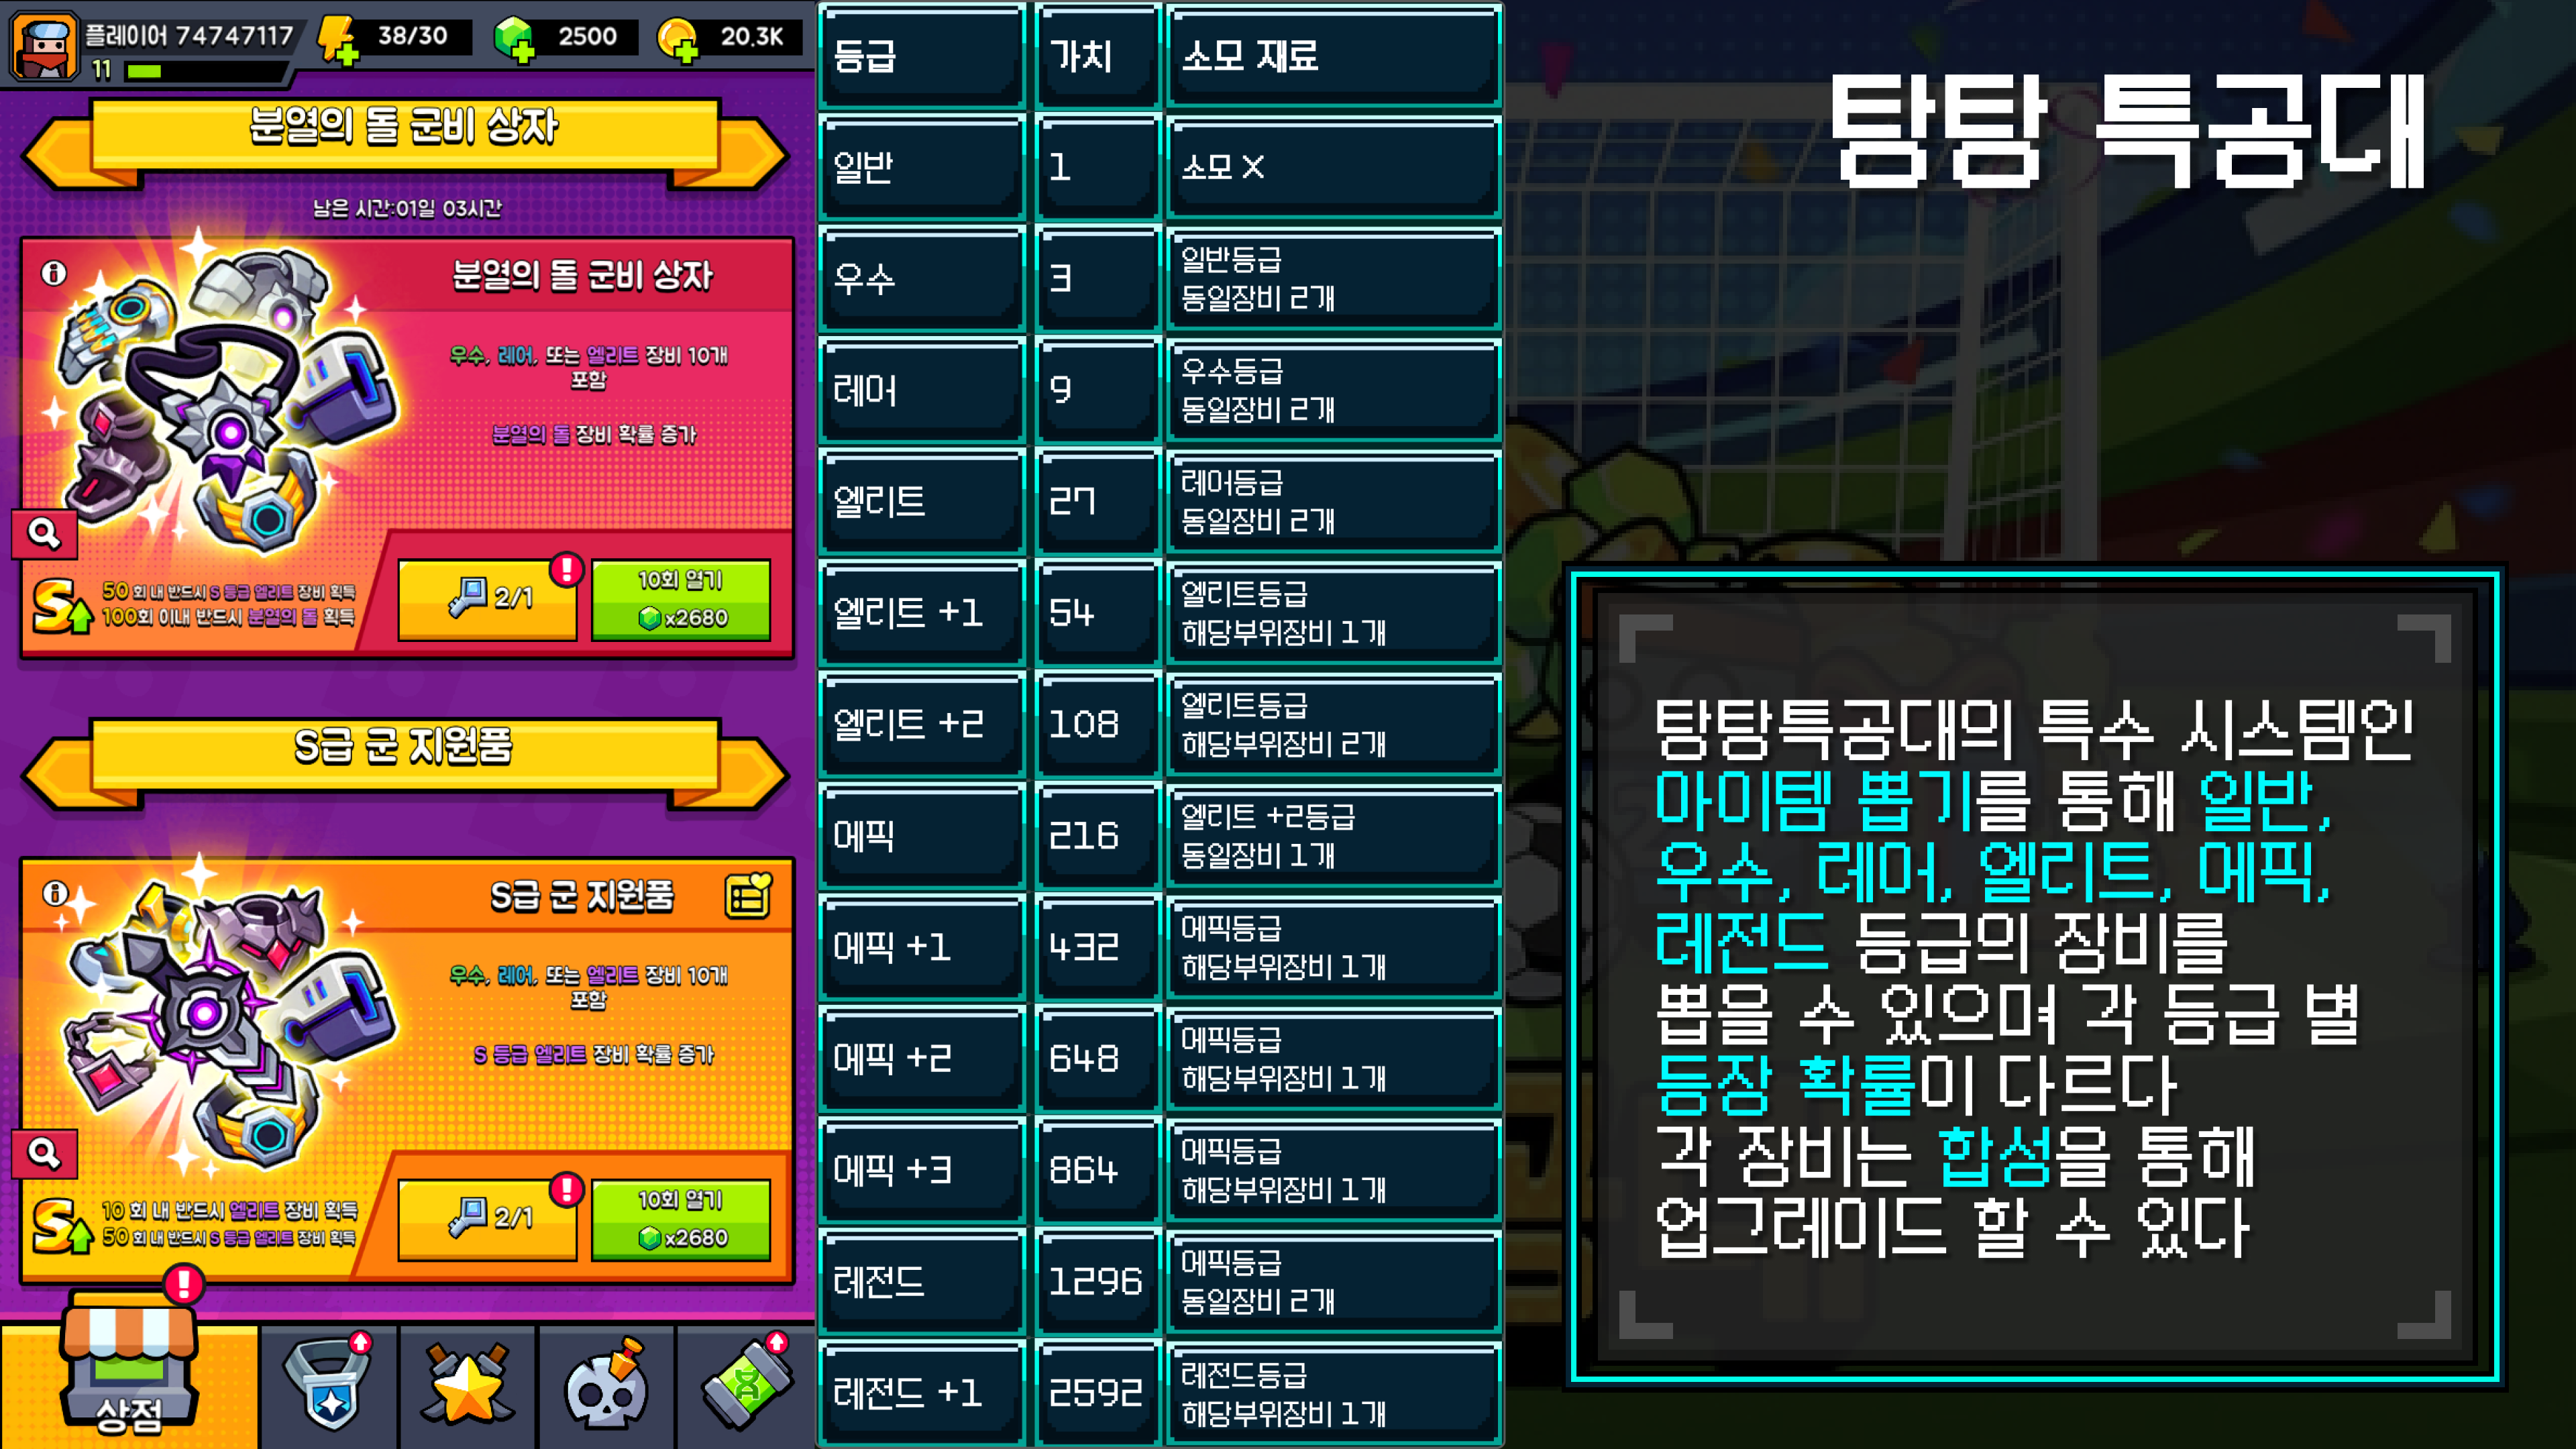 플레이어 74747117
11
38/30
2500
20.3K
분열의 돌 군비 상자
남은 시간:01일 03시간
분열의 돌 군비 상자
우수, 레어, 또는 엘리트 장비 10개
포함
분열의 돌 장비 확률 증가
50 회 내 반드시 S 등급 엘리트 장비 획득
100회 이내 반드시 분열의 돌 획득
2/1
10회 열기
x2680
S급 군 지원품
S급 군 지원품
우수, 레어, 또는 엘리트 장비 10개
포함
S 등급 엘리트 장비 확률 증가
10 회 내 반드시 엘리트 장비 획득
50 회 내 반드시 S 등급 엘리트 장비 획득
2/1
10회 열기
x2680
상점
등급 가치 소모 재료
일반 1 소모 X
우수 3 일반등급
동일장비 2개
레어 9 우수등급
동일장비 2개
엘리트 27 레어등급
동일장비 2개
엘리트 +1 54 엘리트등급
해당부위장비 1개
엘리트 +2 108 엘리트등급
해당부위장비 2개
에픽 216 엘리트 +2등급
동일장비 1개
에픽 +1 432 에픽등급
해당부위장비 1개
에픽 +2 648 에픽등급
해당부위장비 1개
에픽 +3 864 에픽등급
해당부위장비 1개
레전드 1296 에픽등급
동일장비 2개
레전드 +1 2592 레전드등급
해당부위장비 1개
탕탕 특공대
탕탕특공대의 특수 시스템인
아이템 뽑기를 통해 일반,
우수, 레어, 엘리트, 에픽,
레전드 등급의 장비를
뽑을 수 있으며 각 등급 별
등장 확률이 다르다
각 장비는 합성을 통해
업그레이드 할 수 있다